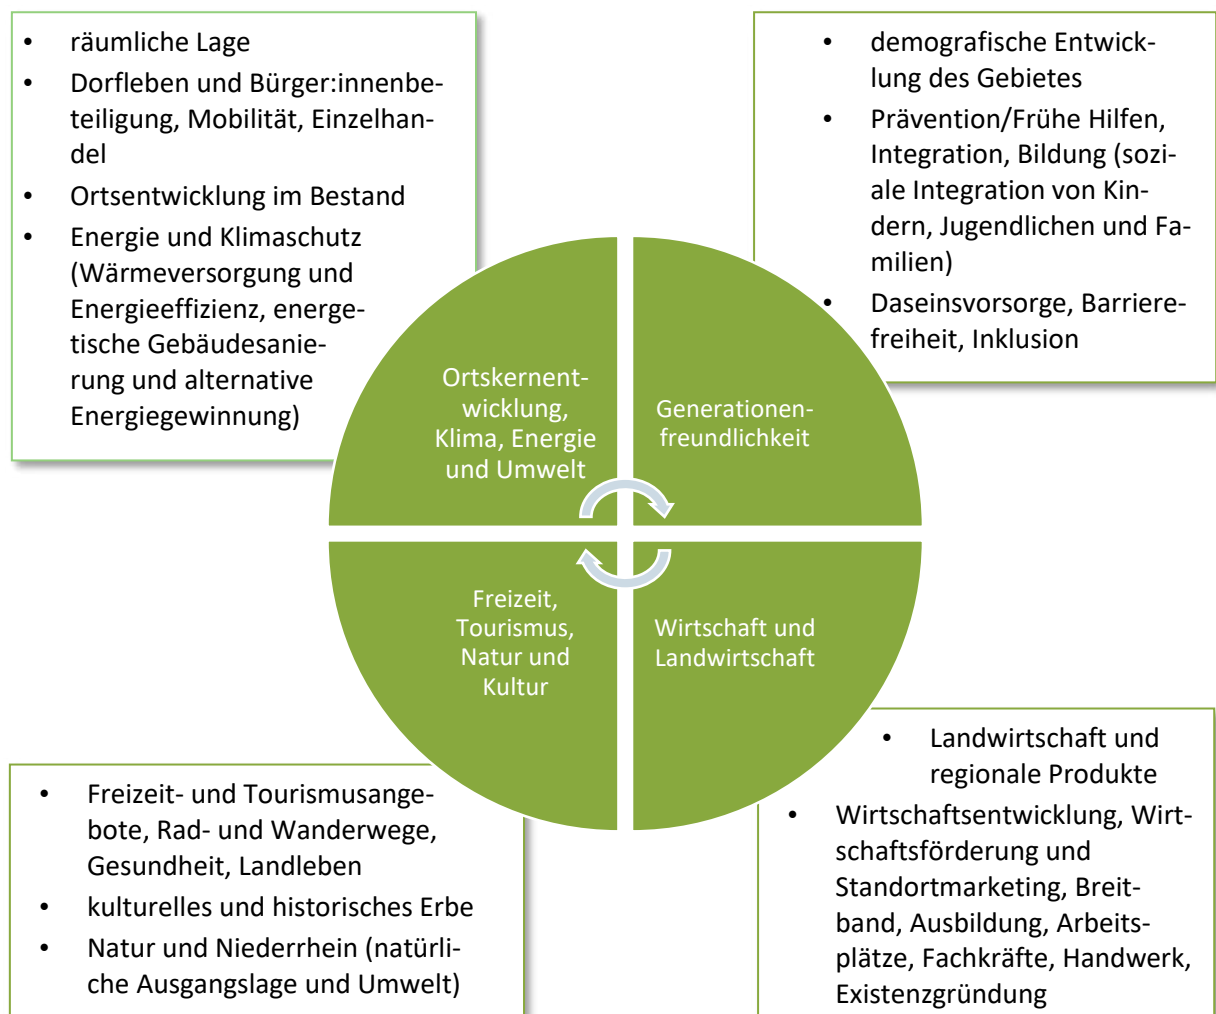 • räumliche Lage
• Dorfleben und Bürger:innenbe-
teiligung, Mobilität, Einzelhan-
del
• Ortsentwicklung im Bestand
• Energie und Klimaschutz
(Wärmeversorgung und
Energieeffizienz, energe-
tische Gebäudesanie-
rung und alternative
Energiegewinnung)
• demografische Entwick-
lung des Gebietes
• Prävention/Frühe Hilfen,
Integration, Bildung (sozi-
ale Integration von Kin-
dern, Jugendlichen und Fa-
milien)
• Daseinsvorsorge, Barriere-
freiheit, Inklusion
Ortskernent-
wicklung,
Klima, Energie
und Umwelt
Generationen-
freundlichkeit
Freizeit,
Tourismus,
Natur und
Kultur
Wirtschaft und
Landwirtschaft
• Freizeit- und Tourismusange-
bote, Rad- und Wanderwege,
Gesundheit, Landleben
• kulturelles und historisches Erbe
• Natur und Niederrhein (natürli-
che Ausgangslage und Umwelt)
• Landwirtschaft und
regionale Produkte
• Wirtschaftsentwicklung, Wirt-
schaftsförderung und
Standortmarketing, Breit-
band, Ausbildung, Arbeits-
plätze, Fachkräfte, Handwerk,
Existenzgründung